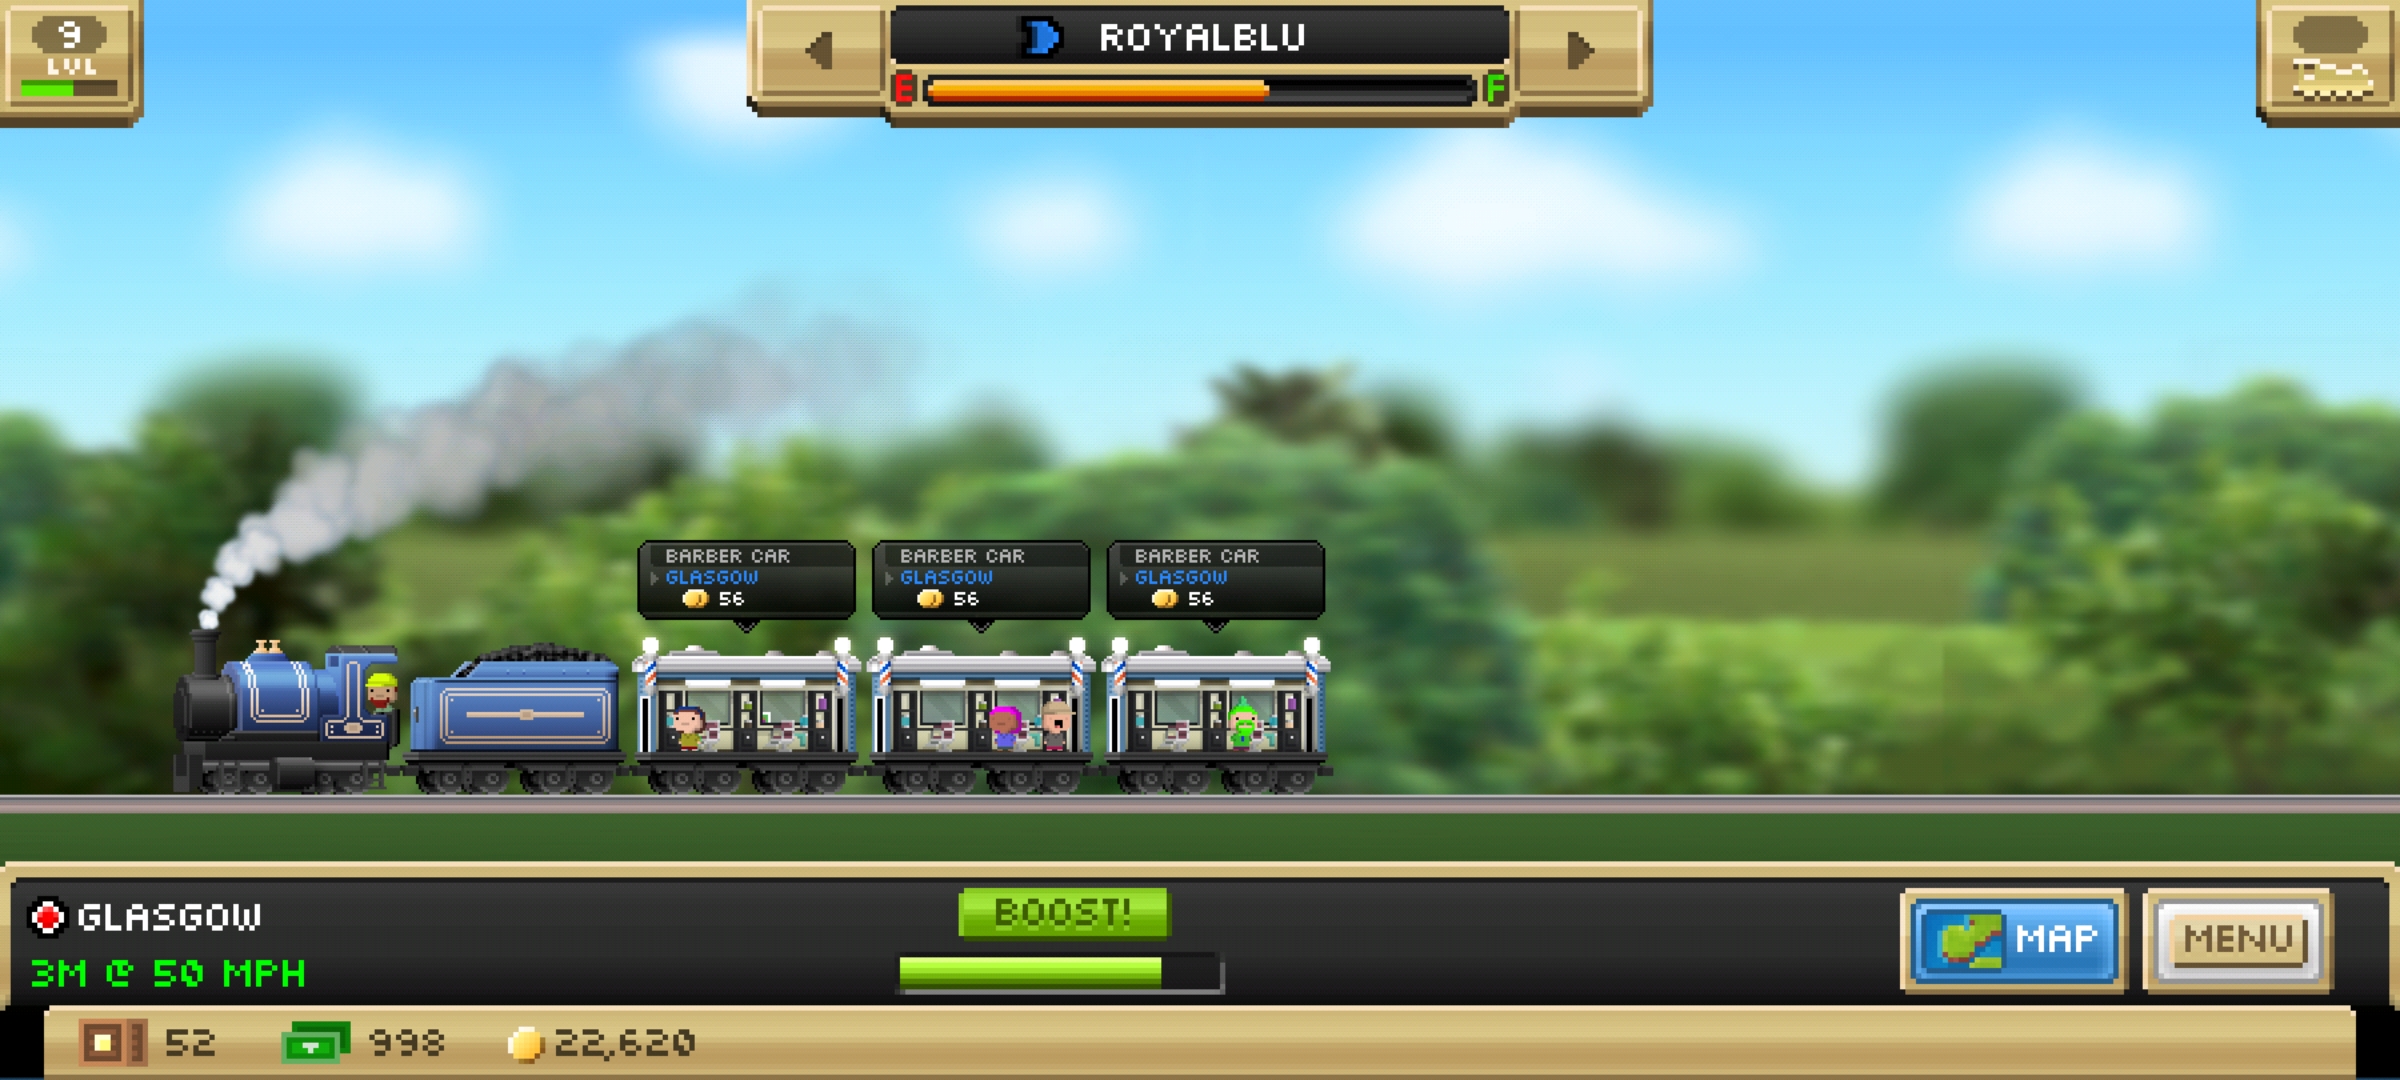 9
LVL
ROYALBLU
E F
BARBER CAR
GLASGOW
56
BARBER CAR
GLASGOW
56
BARBER CAR
GLASGOW
56
GLASGOW
3M @ 50 MPH
BOOST!
MAP
MENU
52
998
22,620